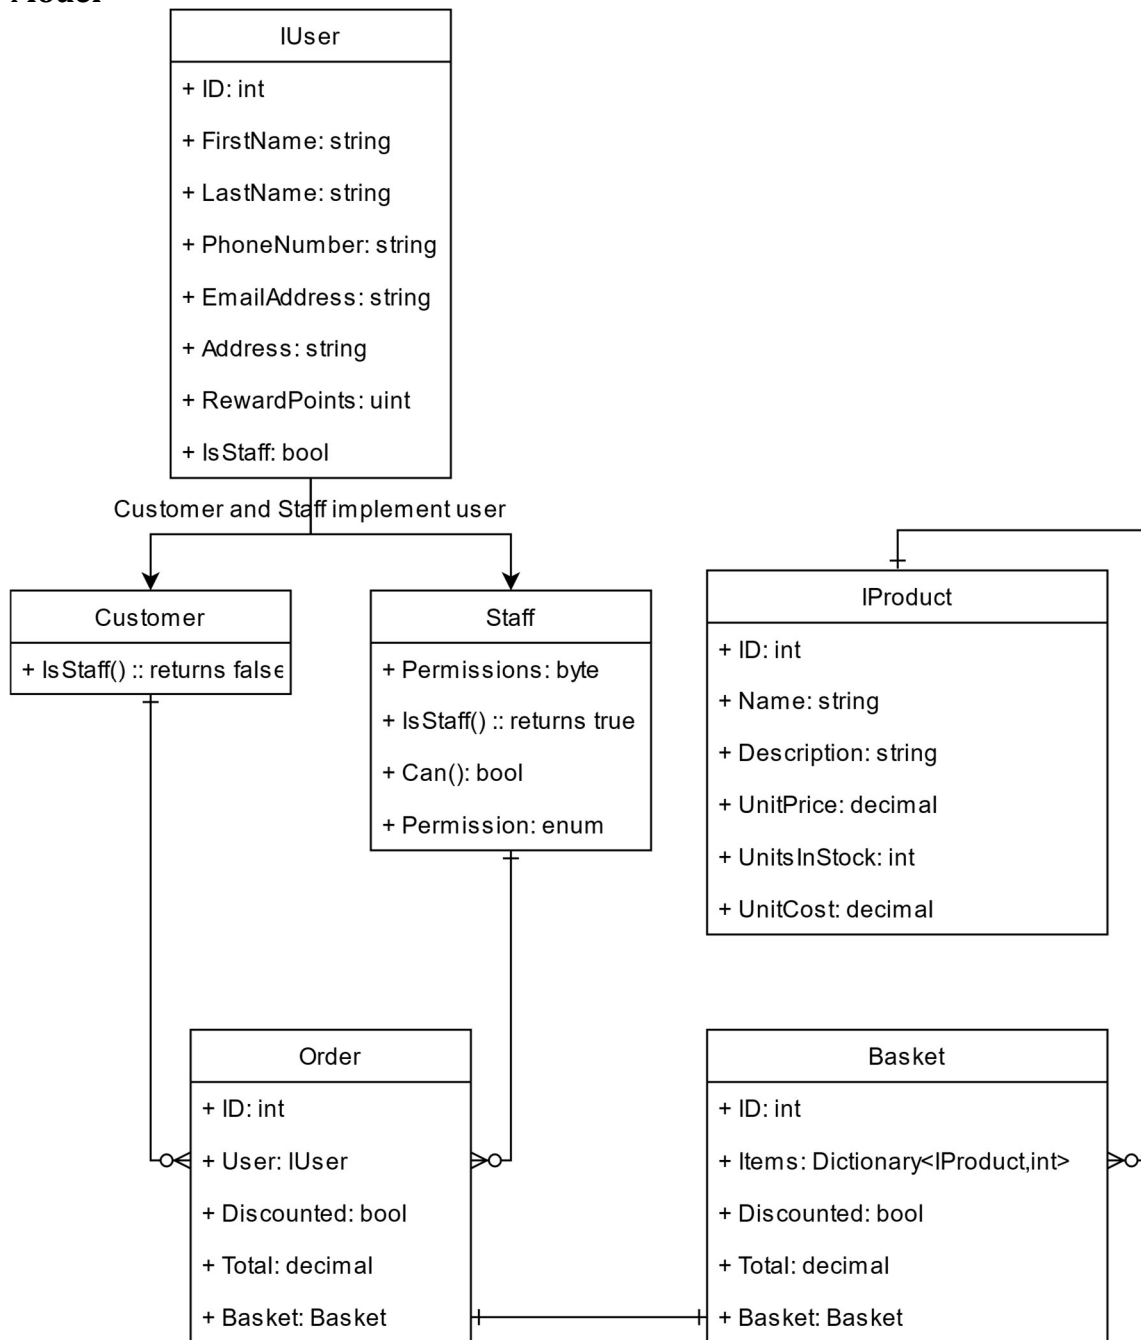 IUser
+ ID: int
+ FirstName: string
+ LastName: string
+ PhoneNumber: string
+ EmailAddress: string
+ Address: string
+ RewardPoints: uint
+ IsStaff: bool
Customer and Staff implement user
Customer
+ IsStaff() :: returns false
Staff
+ Permissions: byte
+ IsStaff() :: returns true
+ Can(): bool
+ Permission: enum
IProduct
+ ID: int
+ Name: string
+ Description: string
+ UnitPrice: decimal
+ UnitsInStock: int
+ UnitCost: decimal
Order
+ ID: int
+ User: IUser
+ Discounted: bool
+ Total: decimal
+ Basket: Basket
Basket
+ ID: int
+ Items: Dictionary<IProduct,int>
+ Discounted: bool
+ Total: decimal
+ Basket: Basket